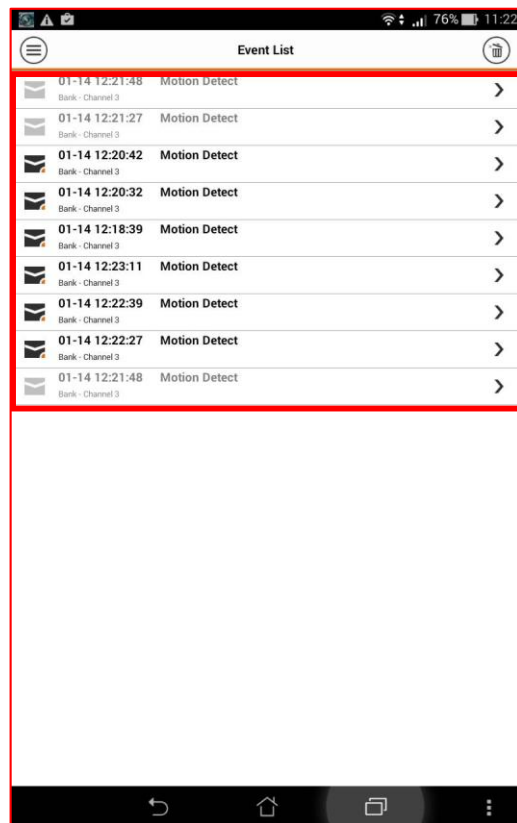 76% 11:22
Event List
01-14 12:21:48 Motion Detect
Bank - Channel 3
01-14 12:21:27 Motion Detect
Bank - Channel 3
01-14 12:20:42 Motion Detect
Bank - Channel 3
01-14 12:20:32 Motion Detect
Bank - Channel 3
01-14 12:18:39 Motion Detect
Bank - Channel 3
01-14 12:23:11 Motion Detect
Bank - Channel 3
01-14 12:22:39 Motion Detect
Bank - Channel 3
01-14 12:22:27 Motion Detect
Bank - Channel 3
01-14 12:21:48 Motion Detect
Bank - Channel 3